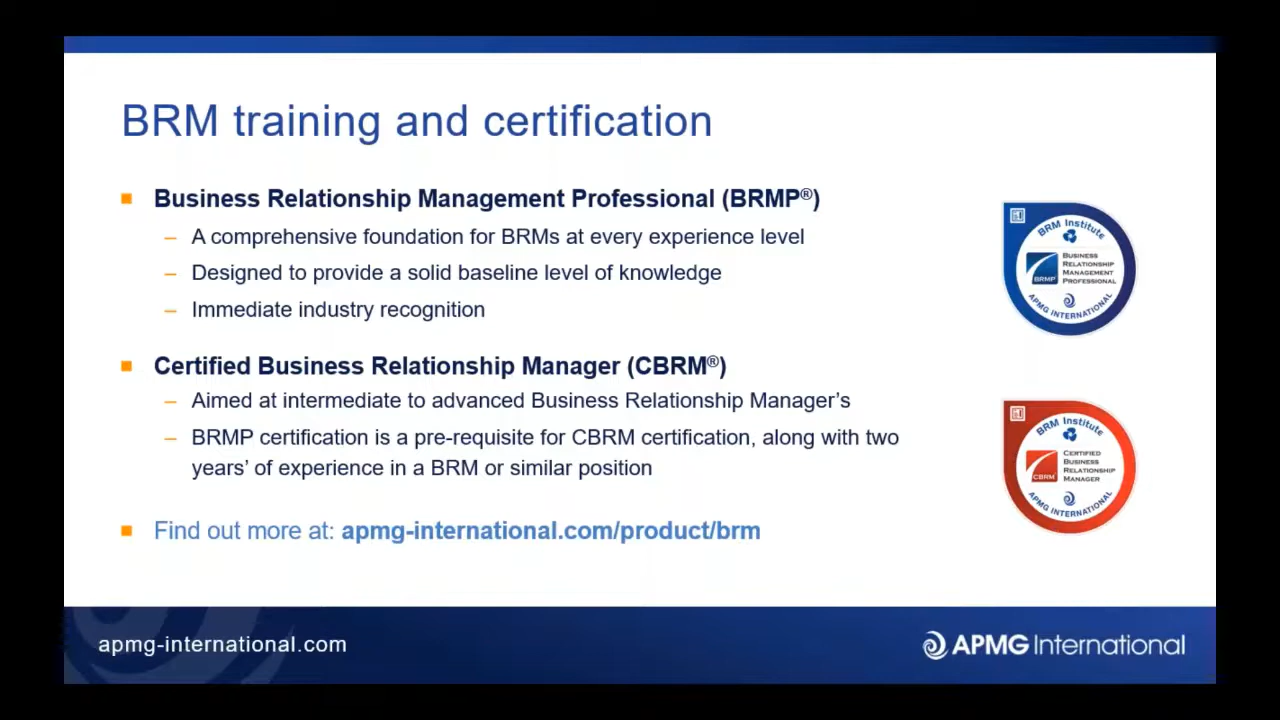 BRM training and certification
Business Relationship Management Professional (BRMP®)
– A comprehensive foundation for BRMs at every experience level
– Designed to provide a solid baseline level of knowledge
– Immediate industry recognition
Certified Business Relationship Manager (CBRM®)
– Aimed at intermediate to advanced Business Relationship Manager’s
– BRMP certification is a pre-requisite for CBRM certification, along with two
years’ of experience in a BRM or similar position
Find out more at: apmg-international.com/product/brm
BRM Institute
BRMP
BUSINESS
RELATIONSHIP
MANAGEMENT
PROFESSIONAL
APMG INTERNATIONAL
BRM Institute
CBRM
CERTIFIED
BUSINESS
RELATIONSHIP
MANAGER
APMG INTERNATIONAL
apmg-international.com
APMG International